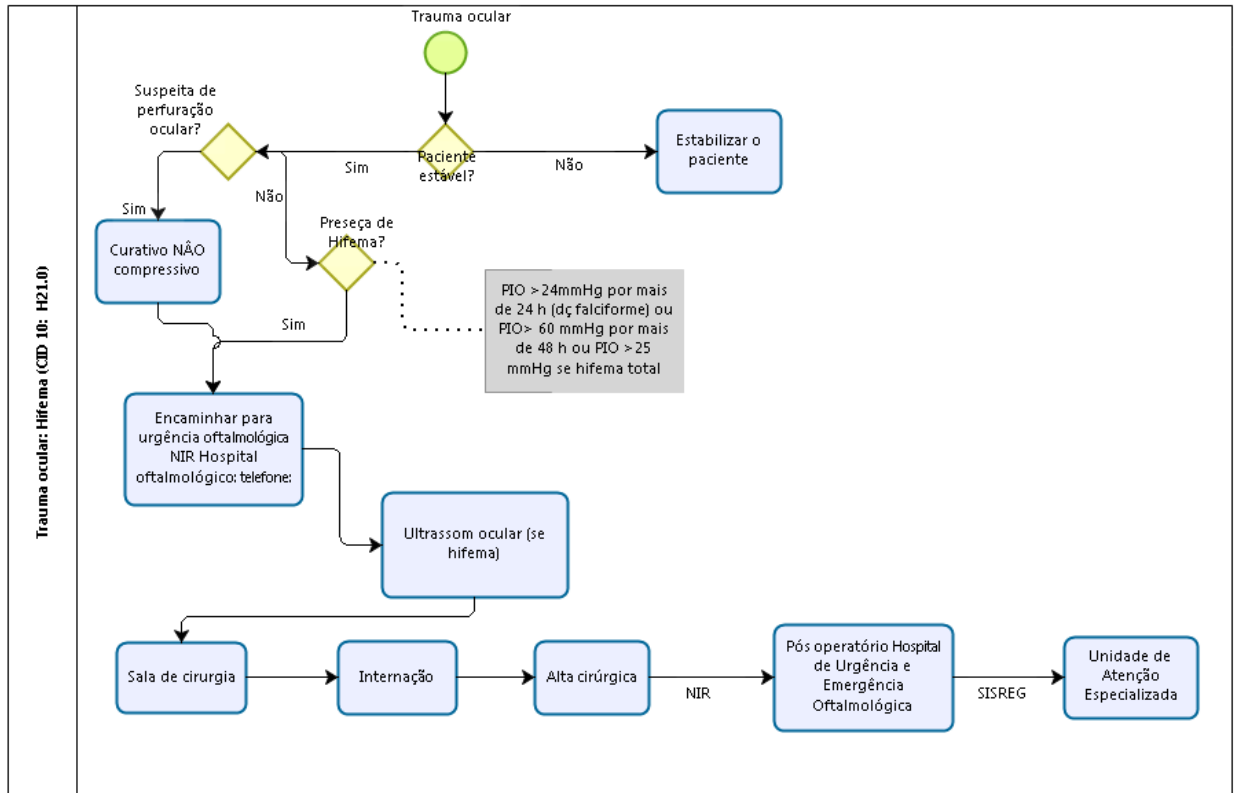 Trauma ocular: Hifema (CID 10: H21.0)
Trauma ocular
Suspeita de
perfuração
ocular?
Paciente
estável?
Sim
Não
Estabilizar o
paciente
Não
Sim
Curativo NÂO
compressivo
Preseça de
Hifema?
Sim
PIO >24mmHg por mais
de 24 h (dç falciforme) ou
PIO> 60 mmHg por mais
de 48 h ou PIO >25
mmHg se hifema total
Encaminhar para
urgência oftalmológica
NIR Hospital
oftalmológico: telefone:
Ultrassom ocular (se
hifema)
Sala de cirurgia
Internação
Alta cirúrgica
NIR
Pós operatório Hospital
de Urgência e
Emergência
Oftalmológica
SISREG
Unidade de
Atenção
Especializada